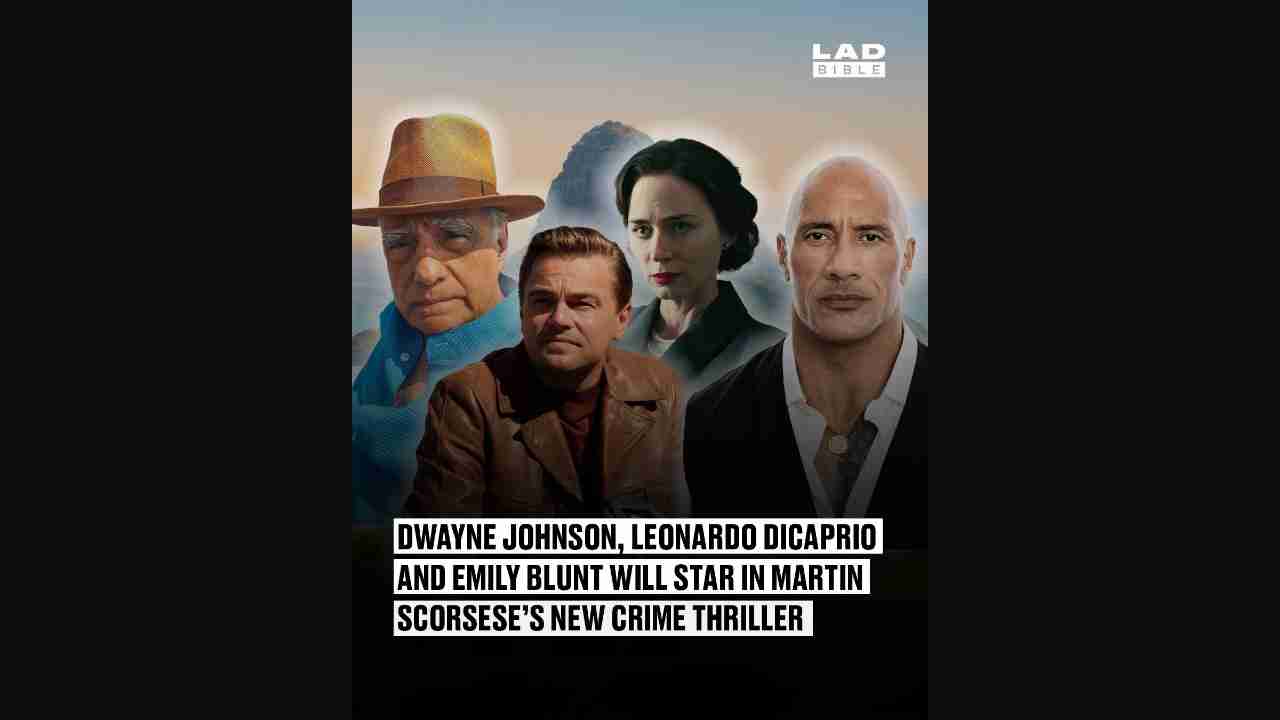 LAD
BIBLE
DWAYNE JOHNSON, LEONARDO DICAPRIO
AND EMILY BLUNT WILL STAR IN MARTIN
SCORSESE'S NEW CRIME THRILLER